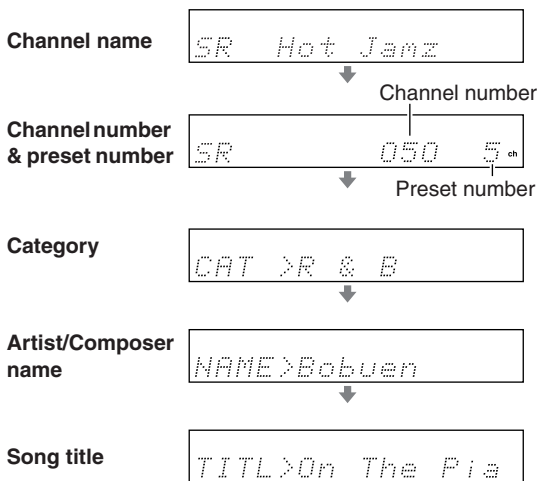 Channel name
SR Hot Jamz
Channel number
Channel number
& preset number
SR 050 5 ch
Preset number
Category
CAT >R & B
Artist/Composer
name
NAME>Bobuen
Song title
TITL>On The Pia